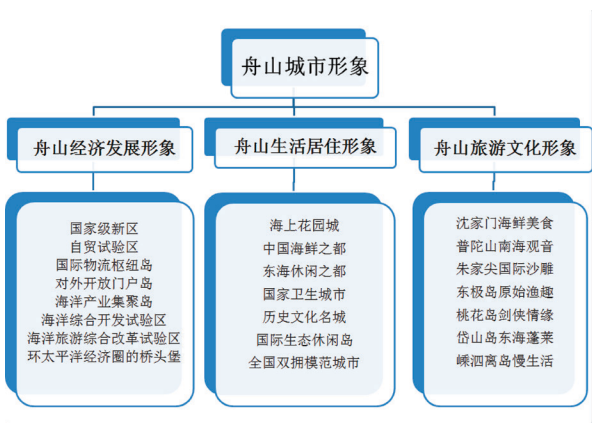 舟山城市形象
舟山经济发展形象
舟山生活居住形象
舟山旅游文化形象
国家级新区
自贸试验区
国际物流枢纽岛
对外开放门户岛
海洋产业集聚岛
海洋综合开发试验区
海洋旅游综合改革试验区
环太平洋经济圈的桥头堡
海上花园城
中国海鲜之都
东海休闲之都
国家卫生城市
历史文化名城
国际生态休闲岛
全国双拥模范城市
沈家门海鲜美食
普陀山南海观音
朱家尖国际沙雕
东极岛原始渔趣
桃花岛剑侠情缘
岱山岛东海蓬莱
嵊泗离岛慢生活